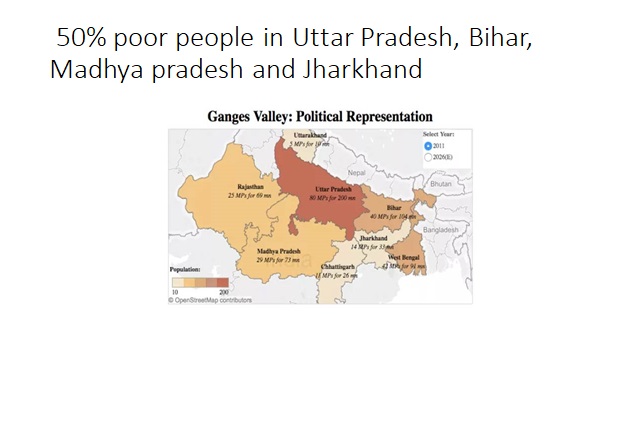 50% poor people in Uttar Pradesh, Bihar,
Madhya pradesh and Jharkhand
Ganges Valley: Political Representation
Select Year:
2011
2026(E)
Uttarakhand
5 MPs for 10 mn
Nepal
Bhutan
Rajasthan
25 MPs for 69 mn
Uttar Pradesh
80 MPs for 200 mn
Bihar
40 MPs for 104 mn
Bangladesh
Jharkhand
14 MPs for 33 mn
Madhya Pradesh
29 MPs for 73 mn
West Bengal
42 MPs for 91 mn
Chhattisgarh
11 MPs for 26 mn
Population:
10
200
© OpenStreetMap contributors